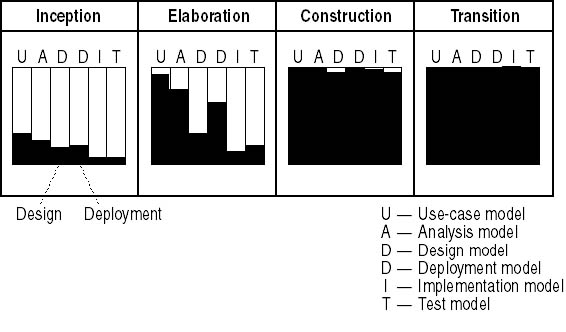 Inception Elaboration Construction Transition
U A D D I T U A D D I T U A D D I T U A D D I T
Design Deployment
U — Use-case model
A — Analysis model
D — Design model
D — Deployment model
I — Implementation model
T — Test model